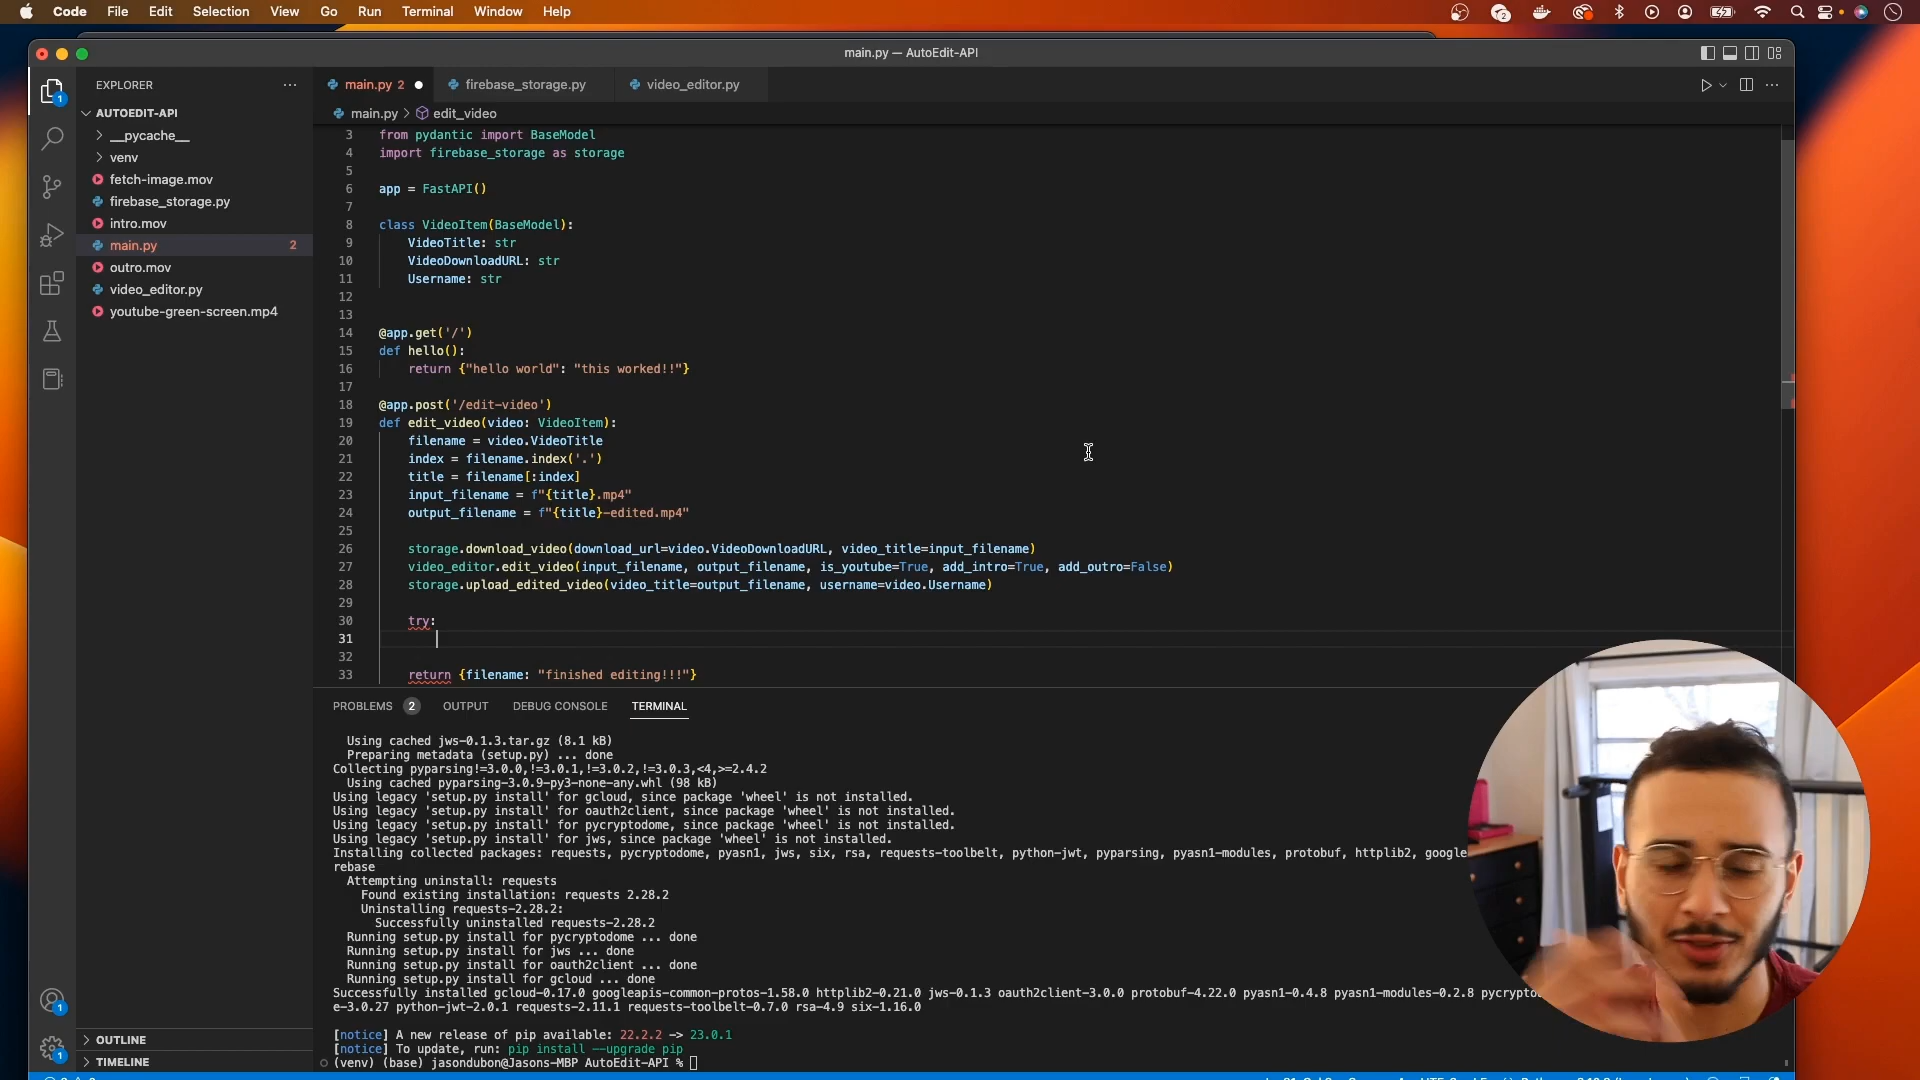 Code File Edit Selection View Go Run Terminal Window Help
main.py — AutoEdit-API
EXPLORER
AUTOEDIT-API
__pycache__
venv
fetch-image.mov
firebase_storage.py
intro.mov
main.py 2
outro.mov
video_editor.py
youtube-green-screen.mp4
OUTLINE
TIMELINE
main.py 2 firebase_storage.py video_editor.py
main.py > edit_video
3 from pydantic import BaseModel
4 import firebase_storage as storage
5
6 app = FastAPI()
7
8 class VideoItem(BaseModel):
9 VideoTitle: str
10 VideoDownloadURL: str
11 Username: str
12
13
14 @app.get('/')
15 def hello():
16 return {"hello world": "this worked!!"}
17
18 @app.post('/edit-video')
19 def edit_video(video: VideoItem):
20 filename = video.VideoTitle
21 index = filename.index('.')
22 title = filename[:index]
23 input_filename = f"{title}.mp4"
24 output_filename = f"{title}-edited.mp4"
25
26 storage.download_video(download_url=video.VideoDownloadURL, video_title=input_filename)
27 video_editor.edit_video(input_filename, output_filename, is_youtube=True, add_intro=True, add_outro=False)
28 storage.upload_edited_video(video_title=output_filename, username=video.Username)
29
30 try:
31
32
33 return {filename: "finished editing!!!"}
PROBLEMS 2 OUTPUT DEBUG CONSOLE TERMINAL
Using cached jws-0.1.3.tar.gz (8.1 kB)
Preparing metadata (setup.py) ... done
Collecting pyparsing!=3.0.0,!=3.0.1,!=3.0.2,!=3.0.3,<4,>=2.4.2
Using cached pyparsing-3.0.9-py3-none-any.whl (98 kB)
Using legacy 'setup.py install' for gcloud, since package 'wheel' is not installed.
Using legacy 'setup.py install' for oauth2client, since package 'wheel' is not installed.
Using legacy 'setup.py install' for pycryptodome, since package 'wheel' is not installed.
Using legacy 'setup.py install' for jws, since package 'wheel' is not installed.
Installing collected packages: requests, pycryptodome, pyasn1, jws, six, rsa, requests-toolbelt, python-jwt, pyparsing, pyasn1-modules, protobuf, httplib2, google
rebase
Attempting uninstall: requests
Found existing installation: requests 2.28.2
Uninstalling requests-2.28.2:
Successfully uninstalled requests-2.28.2
Running setup.py install for pycryptodome ... done
Running setup.py install for jws ... done
Running setup.py install for oauth2client ... done
Running setup.py install for gcloud ... done
Successfully installed gcloud-0.17.0 googleapis-common-protos-1.58.0 httplib2-0.21.0 jws-0.1.3 oauth2client-3.0.0 protobuf-4.22.0 pyasn1-0.4.8 pyasn1-modules-0.2.8 pycrypto
e-3.0.27 python-jwt-2.0.1 requests-2.11.1 requests-toolbelt-0.7.0 rsa-4.9 six-1.16.0
[notice] A new release of pip available: 22.2.2 -> 23.0.1
[notice] To update, run: pip install --upgrade pip
(venv) (base) jasondubon@Jasons-MBP AutoEdit-API %